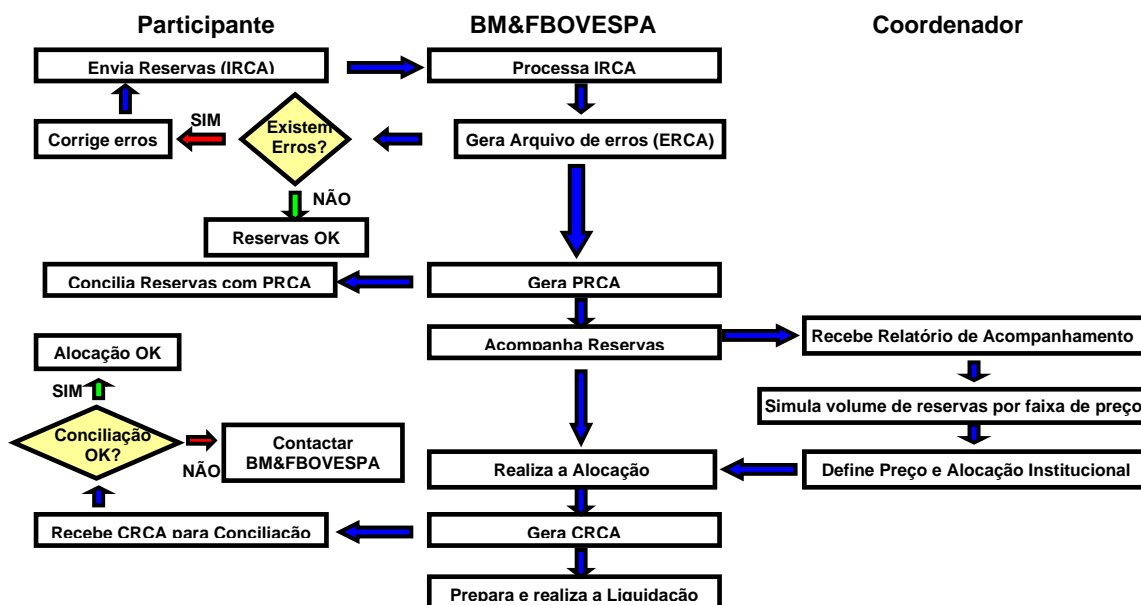 Participante BM&FBOVESPA Coordenador
Envia Reservas (IRCA) Processa IRCA
SIM
Corrige erros Existem Gera Arquivo de erros (ERCA)
Erros?
NÃO
Reservas OK
Concilia Reservas com PRCA Gera PRCA
Acompanha Reservas Recebe Relatório de Acompanhamento
Alocação OK
SIM
Simula volume de reservas por faixa de preço
Conciliação Contactar
OK? BM&FBOVESPA
NÃO
Realiza a Alocação Define Preço e Alocação Institucional
Recebe CRCA para Conciliação Gera CRCA
Prepara e realiza a Liquidação